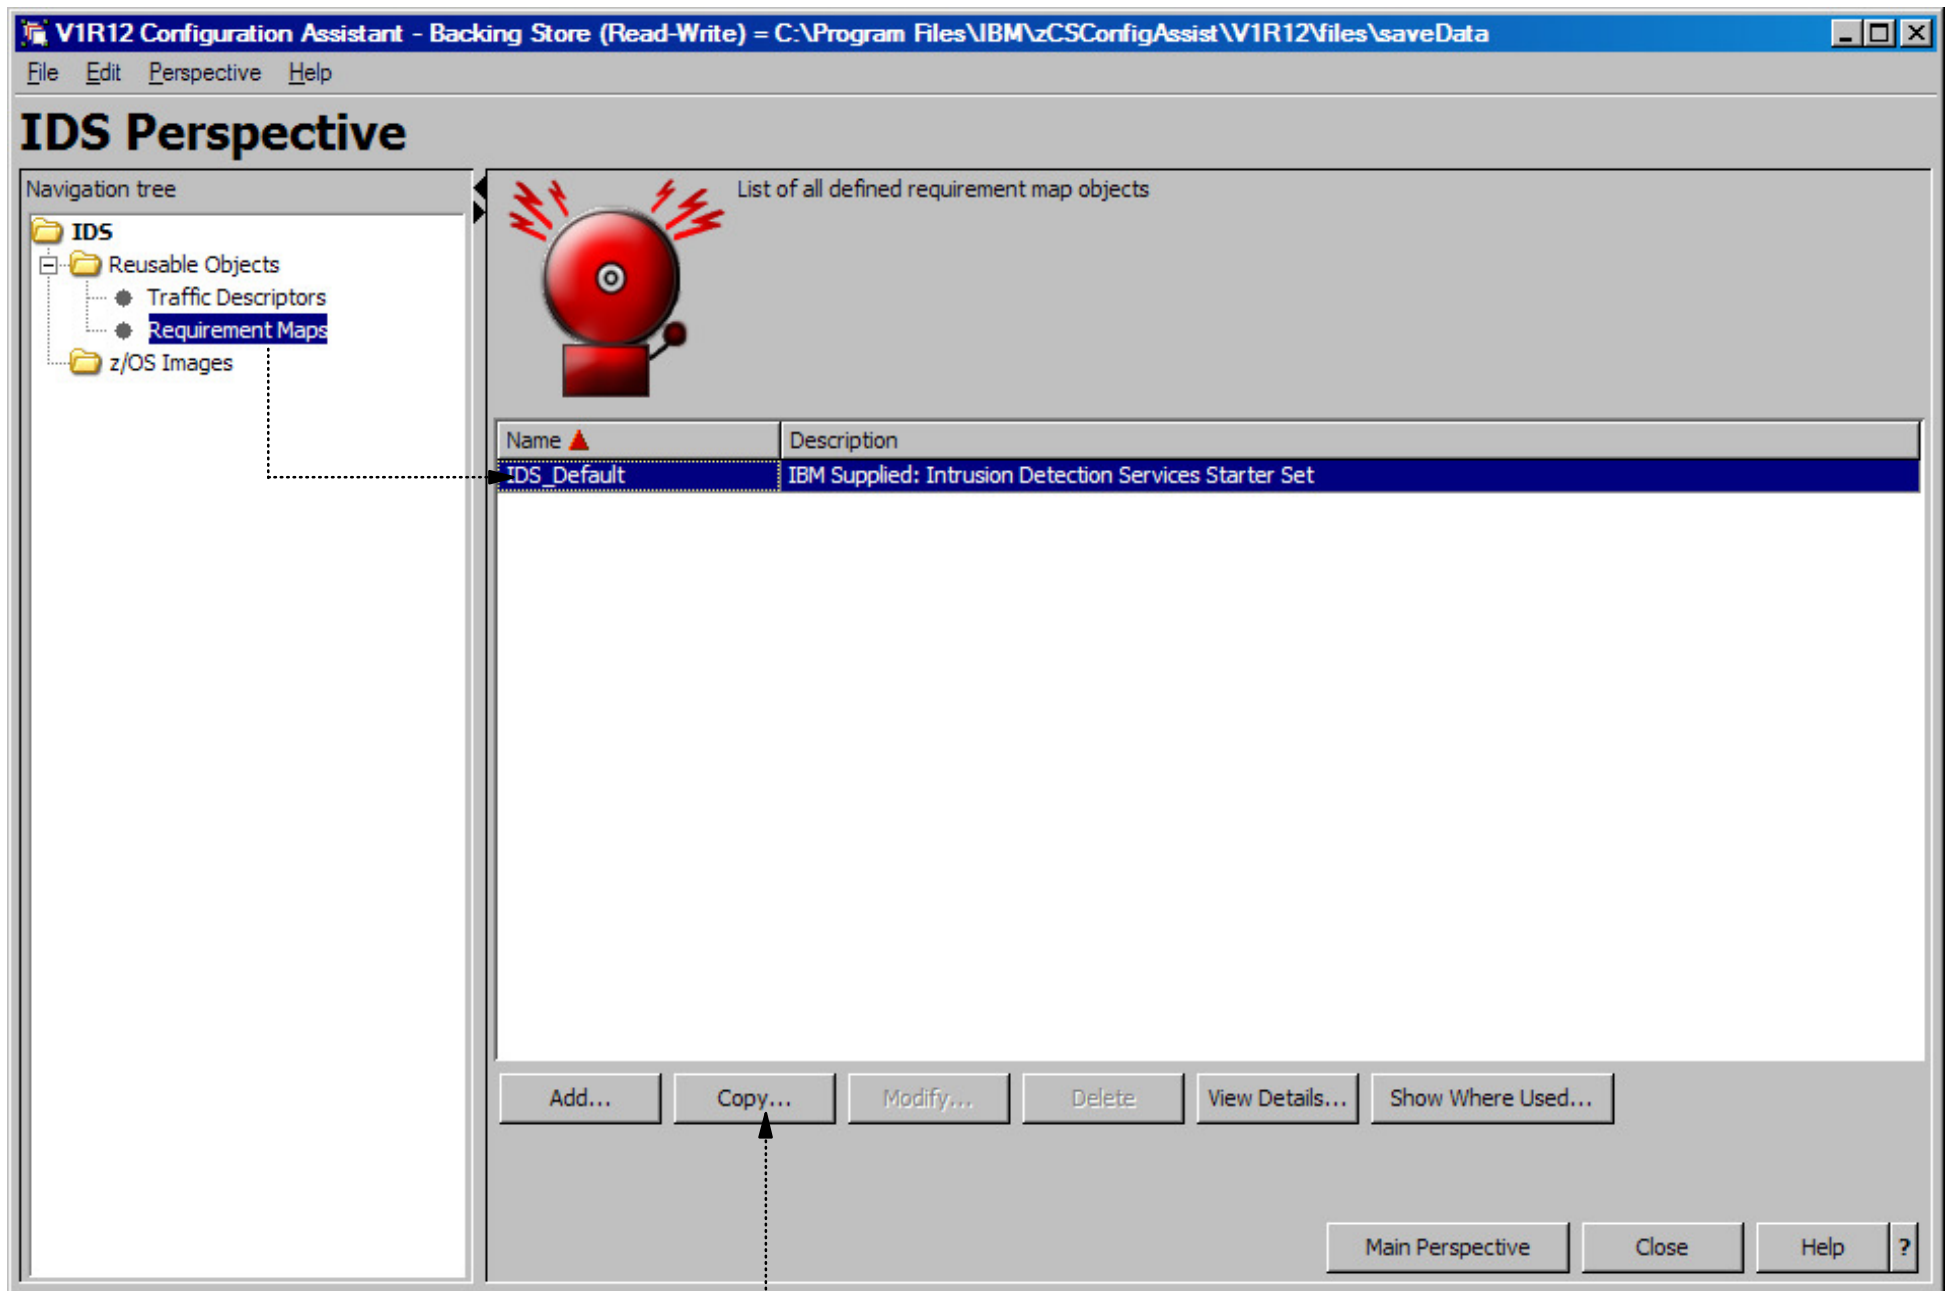 V1R12 Configuration Assistant - Backing Store (Read-Write) = C:\Program Files\IBM\zCSConfigAssist\V1R12\files\saveData
File Edit Perspective Help
IDS Perspective
Navigation tree
IDS
Reusable Objects
Traffic Descriptors
Requirement Maps
z/OS Images
List of all defined requirement map objects
Name Description
IDS_Default IBM Supplied: Intrusion Detection Services Starter Set
Add... Copy... Modify... Delete View Details... Show Where Used...
Main Perspective Close Help ?